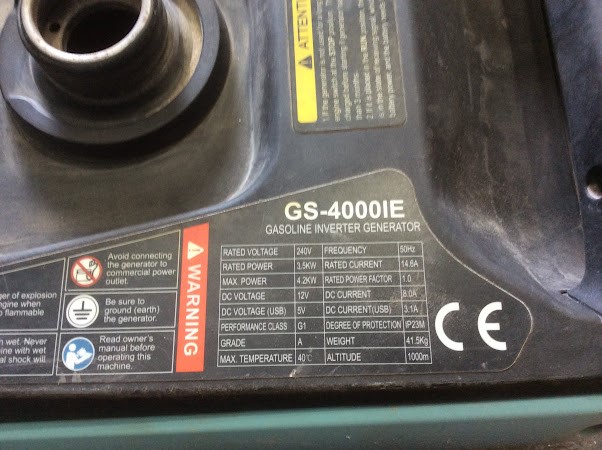 ATTENTI
GS-4000IE
GASOLINE INVERTER GENERATOR
RATED VOLTAGE 240V FREQUENCY 50Hz
RATED POWER 3.5KW RATED CURRENT 14.6A
MAX. POWER 4.2KW RATED POWER FACTOR 1.0
DC VOLTAGE 12V DC CURRENT 8.0A
DC VOLTAGE (USB) 5V DC CURRENT(USB) 3.1A
PERFORMANCE CLASS G1 DEGREE OF PROTECTION IP23M
GRADE A WEIGHT 41.5Kg
MAX. TEMPERATURE 40℃ ALTITUDE 1000m
CE
WARNING
Avoid connecting
the generator to
commercial power
outlet.
Be sure to
ground (earth)
the generator.
Read owner's
manual before
operating this
machine.
ger of explosion
ngine when
flammable
wet. Never
ine with wet
al shock will